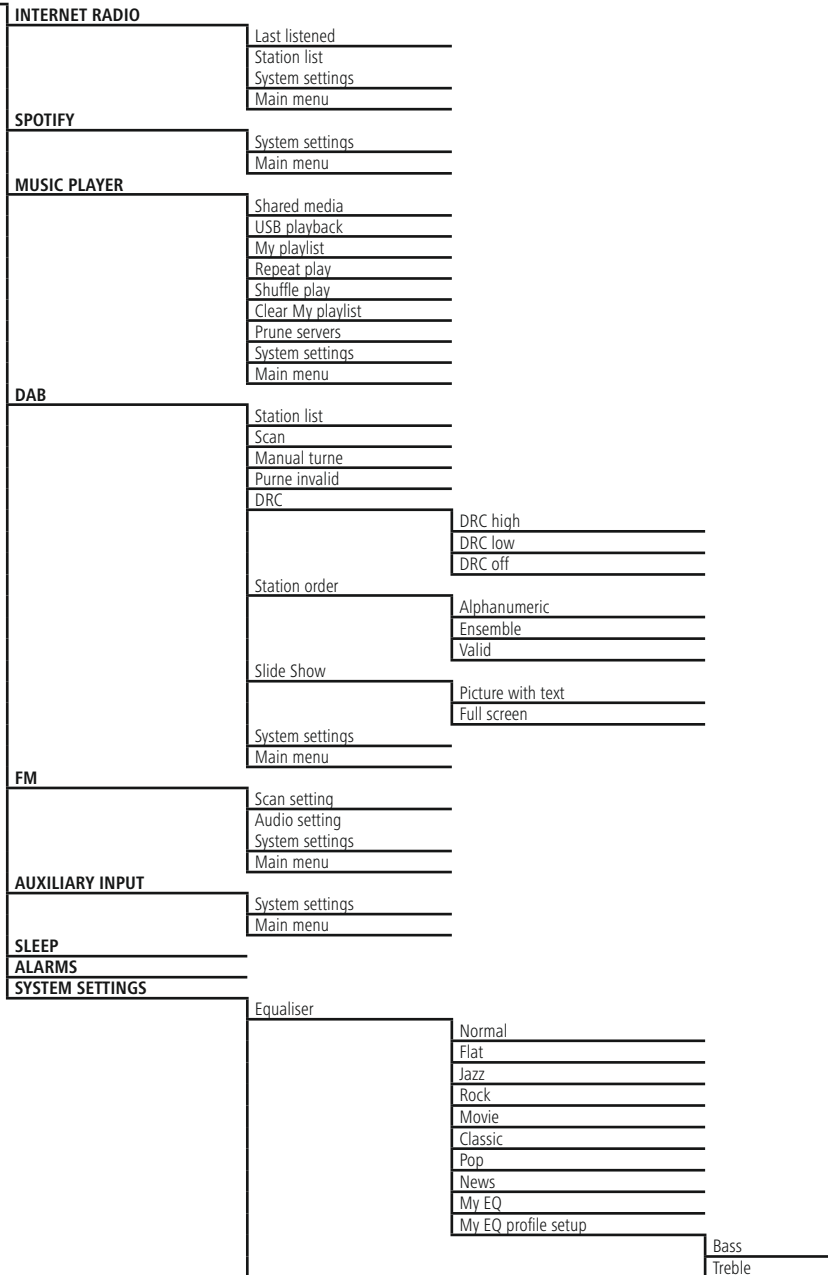 INTERNET RADIO
Last listened
Station list
System settings
Main menu
SPOTIFY
System settings
Main menu
MUSIC PLAYER
Shared media
USB playback
My playlist
Repeat play
Shuffle play
Clear My playlist
Prune servers
System settings
Main menu
DAB
Station list
Scan
Manual turne
Purne invalid
DRC
DRC high
DRC low
DRC off
Station order
Alphanumeric
Ensemble
Valid
Slide Show
Picture with text
Full screen
System settings
Main menu
FM
Scan setting
Audio setting
System settings
Main menu
AUXILIARY INPUT
System settings
Main menu
SLEEP
ALARMS
SYSTEM SETTINGS
Equaliser
Normal
Flat
Jazz
Rock
Movie
Classic
Pop
News
My EQ
My EQ profile setup
Bass
Treble